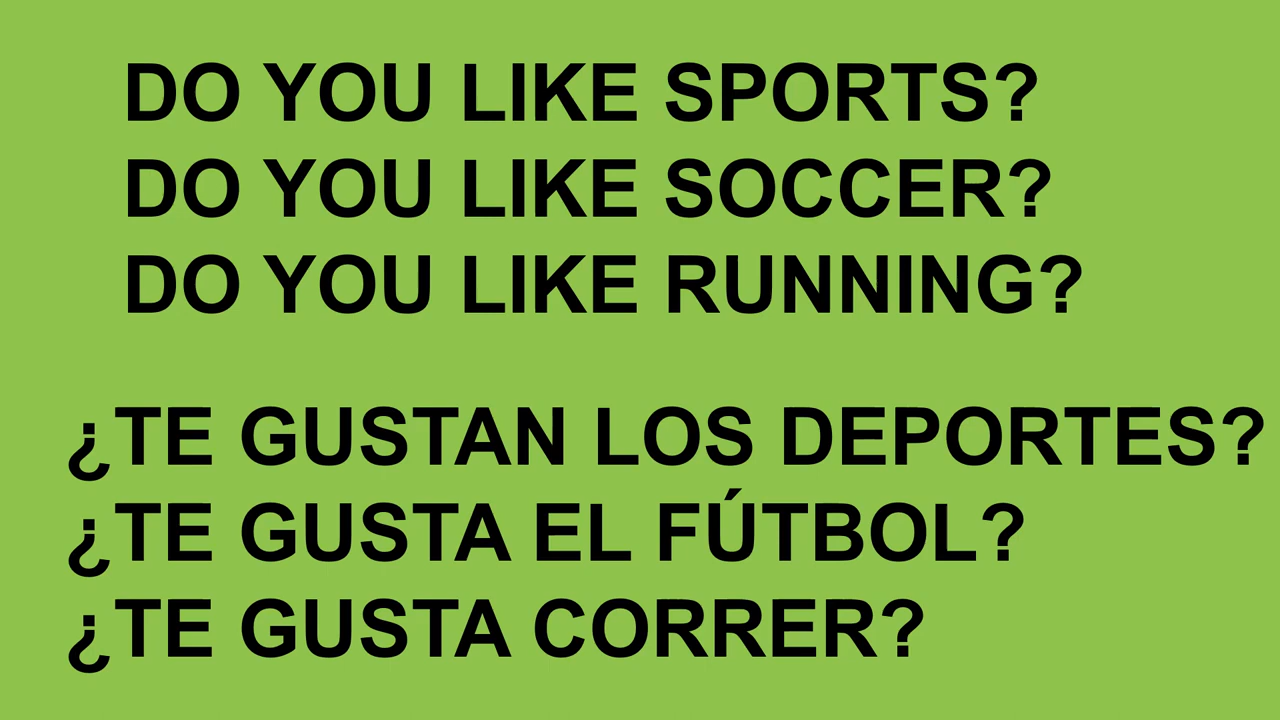 DO YOU LIKE SPORTS?
DO YOU LIKE SOCCER?
DO YOU LIKE RUNNING?
¿TE GUSTAN LOS DEPORTES?
¿TE GUSTA EL FÚTBOL?
¿TE GUSTA CORRER?